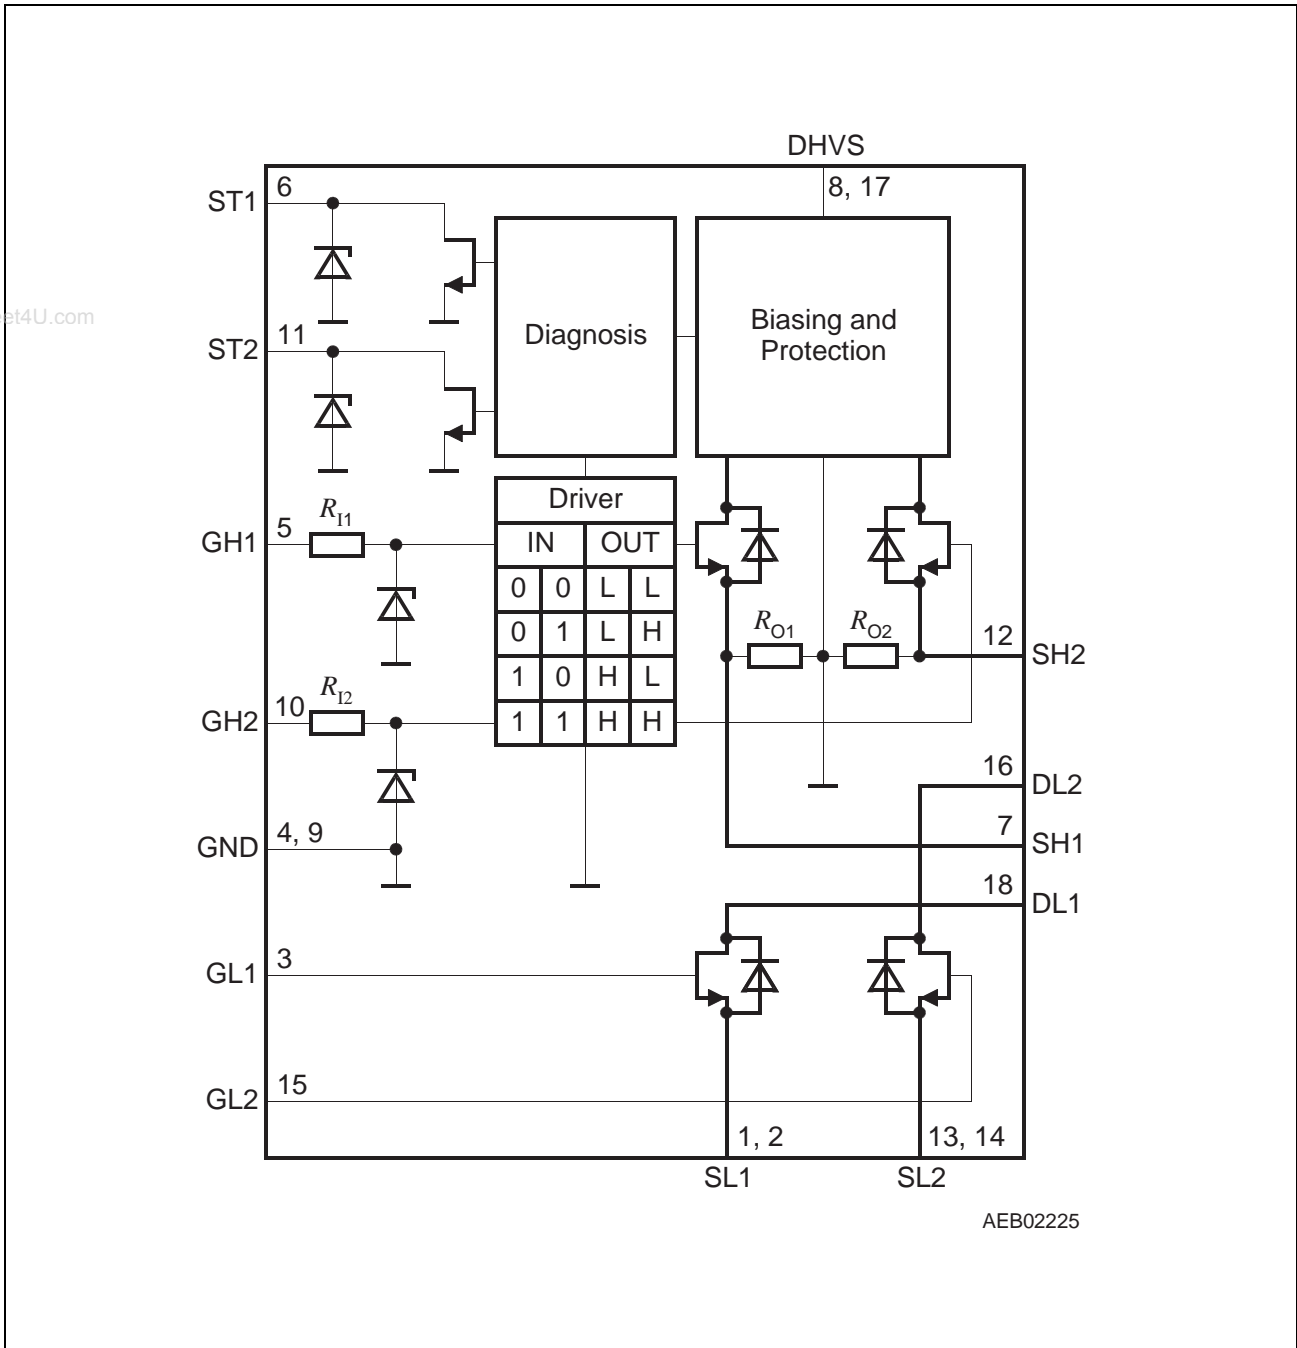 DHVS
8, 17
ST1
6
et4U.com
ST2
11
Diagnosis
Biasing and
Protection
Driver
IN OUT
0 0 L L
0 1 L H
1 0 H L
1 1 H H
GH1
5
RI1
GH2
10
RI2
RO1
RO2
12
SH2
16
DL2
7
SH1
18
DL1
GND
4, 9
GL1
3
GL2
15
1, 2
13, 14
SL1
SL2
AEB02225